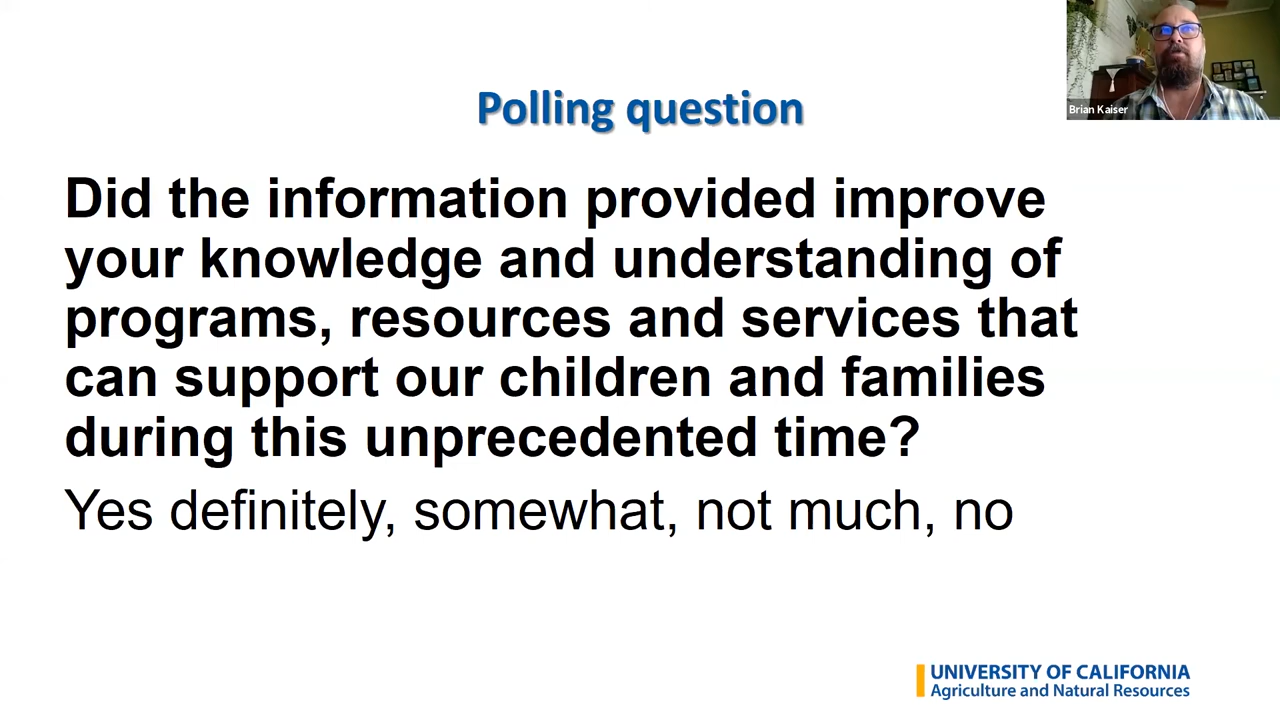 Polling question
Brian Kaiser
Did the information provided improve
your knowledge and understanding of
programs, resources and services that
can support our children and families
during this unprecedented time?
Yes definitely, somewhat, not much, no
UNIVERSITY OF CALIFORNIA
Agriculture and Natural Resources